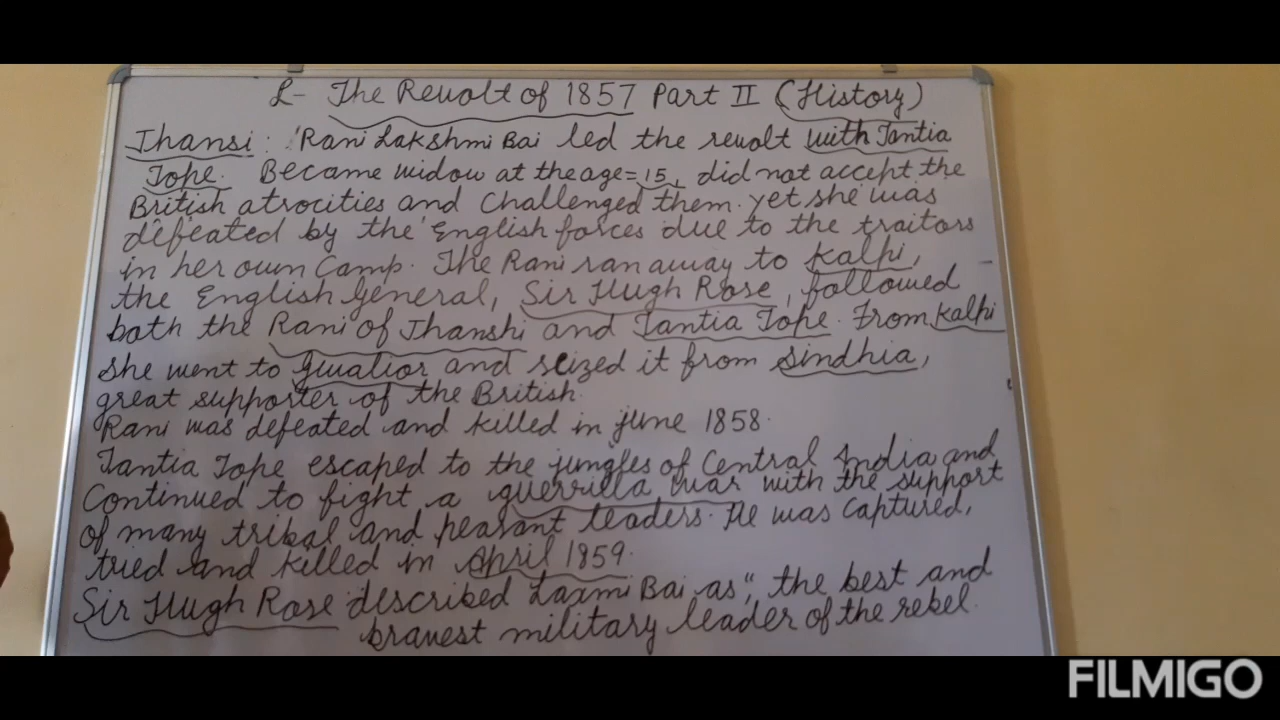 L- The Revolt of 1857 Part II (History)
Jhansi: Rani Lakshmi Bai led the revolt with Tantia
Tope. Became widow at the age=15, did not accept the
British atrocities and challenged them. yet she was
defeated by the English forces due to the traitors
in her own camp. The Rani ran away to Kalpi,
the English General, Sir Hugh Rose, followed
both the Rani of Jhanshi and Tantia Tope. From Kalpi
she went to Gwalior and seized it from Sindhia,
great supporter of the British.
Rani was defeated and killed in june 1858.
Tantia Tope escaped to the jungles of Central India and
Continued to fight a guerrilla war with the support
of many tribal and peasant leaders. He was captured,
tried and killed in April 1859.
Sir Hugh Rose described Laxmi Bai as "the best and
bravest military leader of the rebel.
FILMIGO